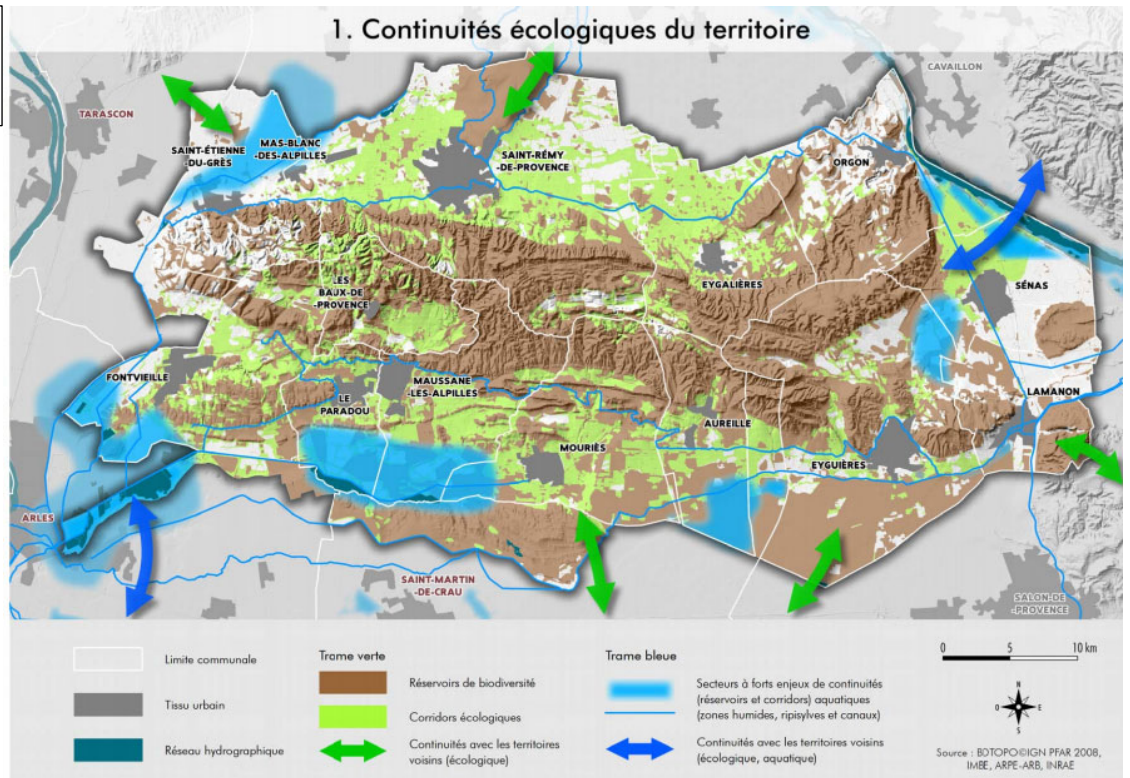 1. Continuités écologiques du territoire
CAVAILLON
TARASCON
SAINT-ÉTIENNE
-DU-GRÈS
MAS-BLANC
-DES-ALPILLES
SAINT-RÉMY
-DE-PROVENCE
ORGON
LES
BAUX-DE
-PROVENCE
EYGALIÈRES
SÉNAS
FONTVIEILLE
LE
PARADOU
MAUSSANE
-LES-ALPILLES
LAMANON
MOURIÈS
AUREILLE
EYGUIÈRES
ARLES
SAINT-MARTIN
-DE-CRAU
SALON-DE
-PROVENCE
Limite communale
Tissu urbain
Réseau hydrographique
Trame verte
Réservoirs de biodiversité
Corridors écologiques
Continuités avec les territoires
voisins (écologique)
Trame bleue
Secteurs à forts enjeux de continuités
(réservoirs et corridors) aquatiques
(zones humides, ripisylves et canaux)
Continuités avec les territoires voisins
(écologique, aquatique)
0 5 10 km
N
O E
S
Source : BDTOPO©IGN PFAR 2008,
IMBE, ARPE-ARB, INRAE